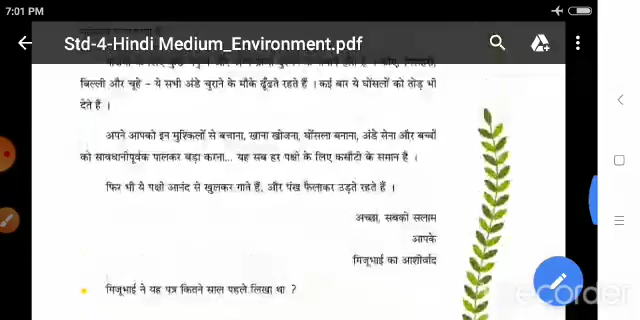 7:01 PM
Std-4-Hindi Medium_Environment.pdf
बिल्ली और चूहे - ये सभी अंडे चुराने के मौके ढूँढते रहते हैं । कई बार ये घोंसलों को तोड़ भी
देते हैं ।
अपने आपको इन मुश्किलों से बचाना, खाना खोजना, घोंसला बनाना, अंडे सेना और बच्चों
को सावधानीपूर्वक पालकर बड़ा करना... यह सब हर पक्षी के लिए कसौटी के समान है ।
फिर भी ये पक्षी आनंद से खुलकर गाते हैं, और पंख फैलाकर उड़ते रहते हैं ।
अच्छा, सबको सलाम
आपके
गिजूभाई का आशीर्वाद
गिजूभाई ने यह पत्र कितने साल पहले लिखा था ?
recorder